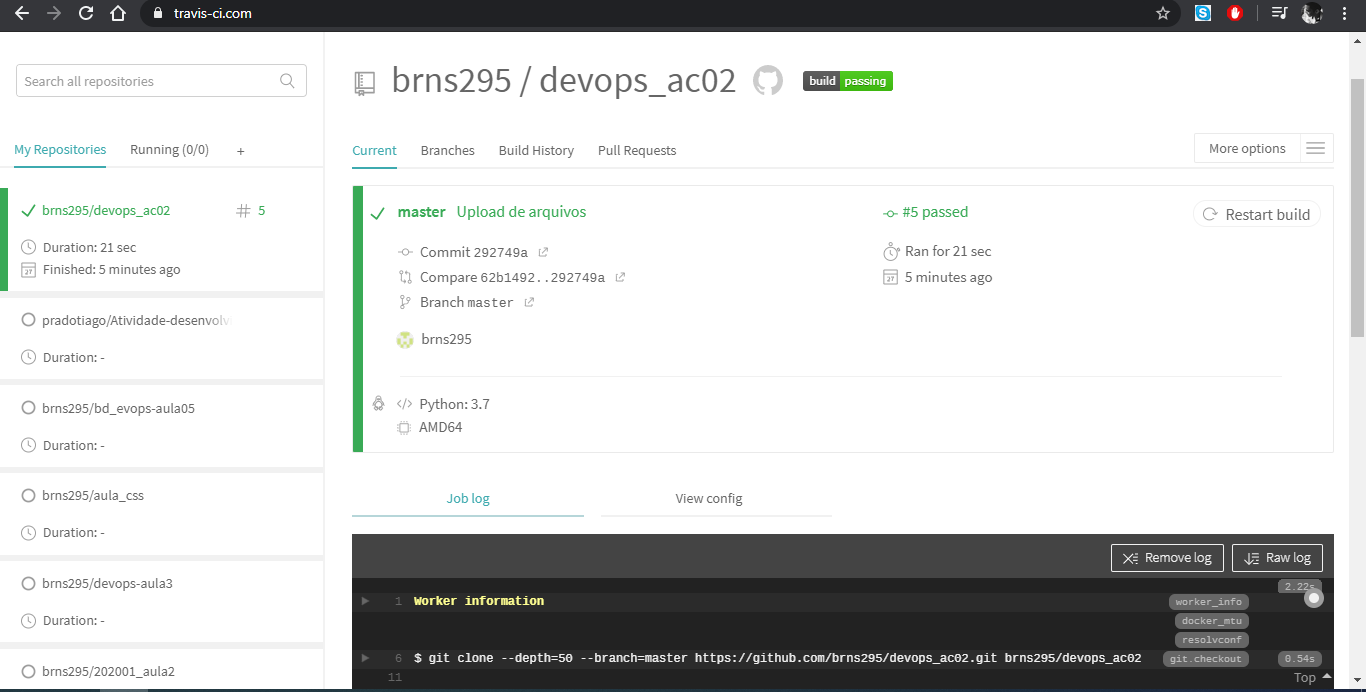 travis-ci.com
Search all repositories
My Repositories Running (0/0) +
brns295/devops_ac02 # 5
Duration: 21 sec
Finished: 5 minutes ago
pradotiago/Atividade-desenvolvi
Duration: -
brns295/bd_evops-aula05
Duration: -
brns295/aula_css
Duration: -
brns295/devops-aula3
Duration: -
brns295/202001_aula2
brns295 / devops_ac02 build passing
Current Branches Build History Pull Requests More options
master Upload de arquivos #5 passed Restart build
Commit 292749a Ran for 21 sec
Compare 62b1492..292749a 5 minutes ago
Branch master
brns295
Python: 3.7
AMD64
Job log View config
Remove log Raw log
2.22s
1 Worker information worker_info
docker_mtu
resolvconf
6 $ git clone --depth=50 --branch=master https://github.com/brns295/devops_ac02.git brns295/devops_ac02 git.checkout 0.54s
11 Top